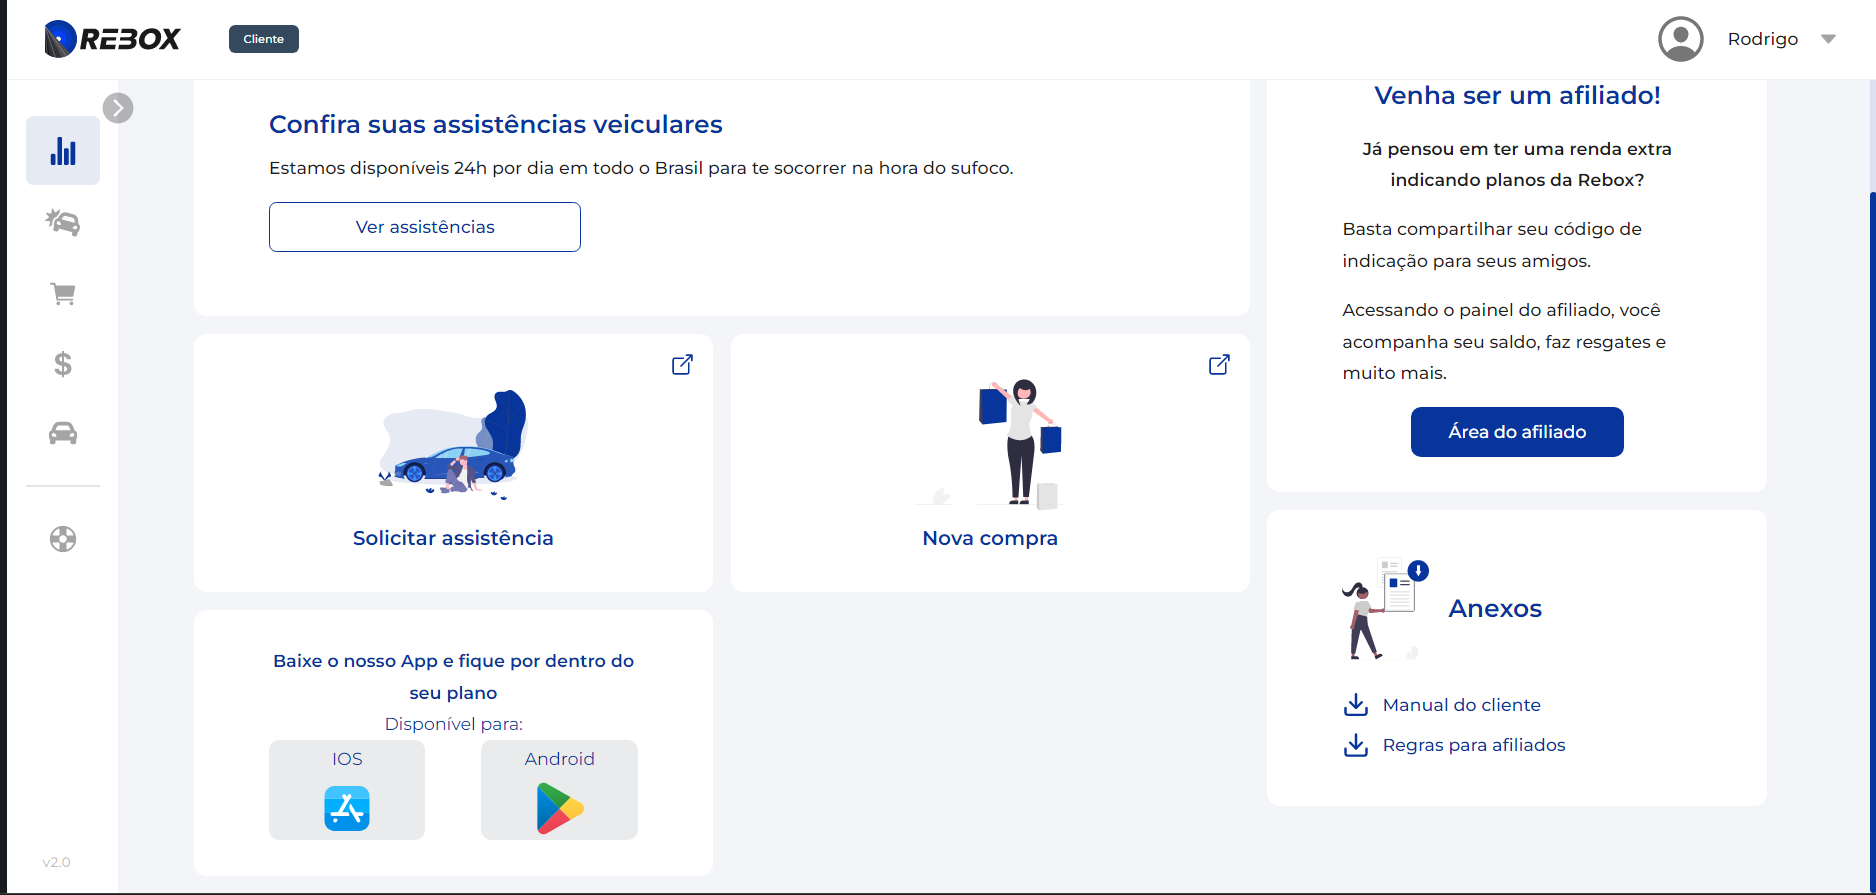 REBOX
Cliente
Rodrigo
Confira suas assistências veiculares
Estamos disponíveis 24h por dia em todo o Brasil para te socorrer na hora do sufoco.
Ver assistências
Venha ser um afiliado!
Já pensou em ter uma renda extra
indicando planos da Rebox?
Basta compartilhar seu código de
indicação para seus amigos.
Acessando o painel do afiliado, você
acompanha seu saldo, faz resgates e
muito mais.
Área do afiliado
Solicitar assistência
Nova compra
Anexos
Manual do cliente
Regras para afiliados
Baixe o nosso App e fique por dentro do
seu plano
Disponível para:
IOS
Android
v2.0